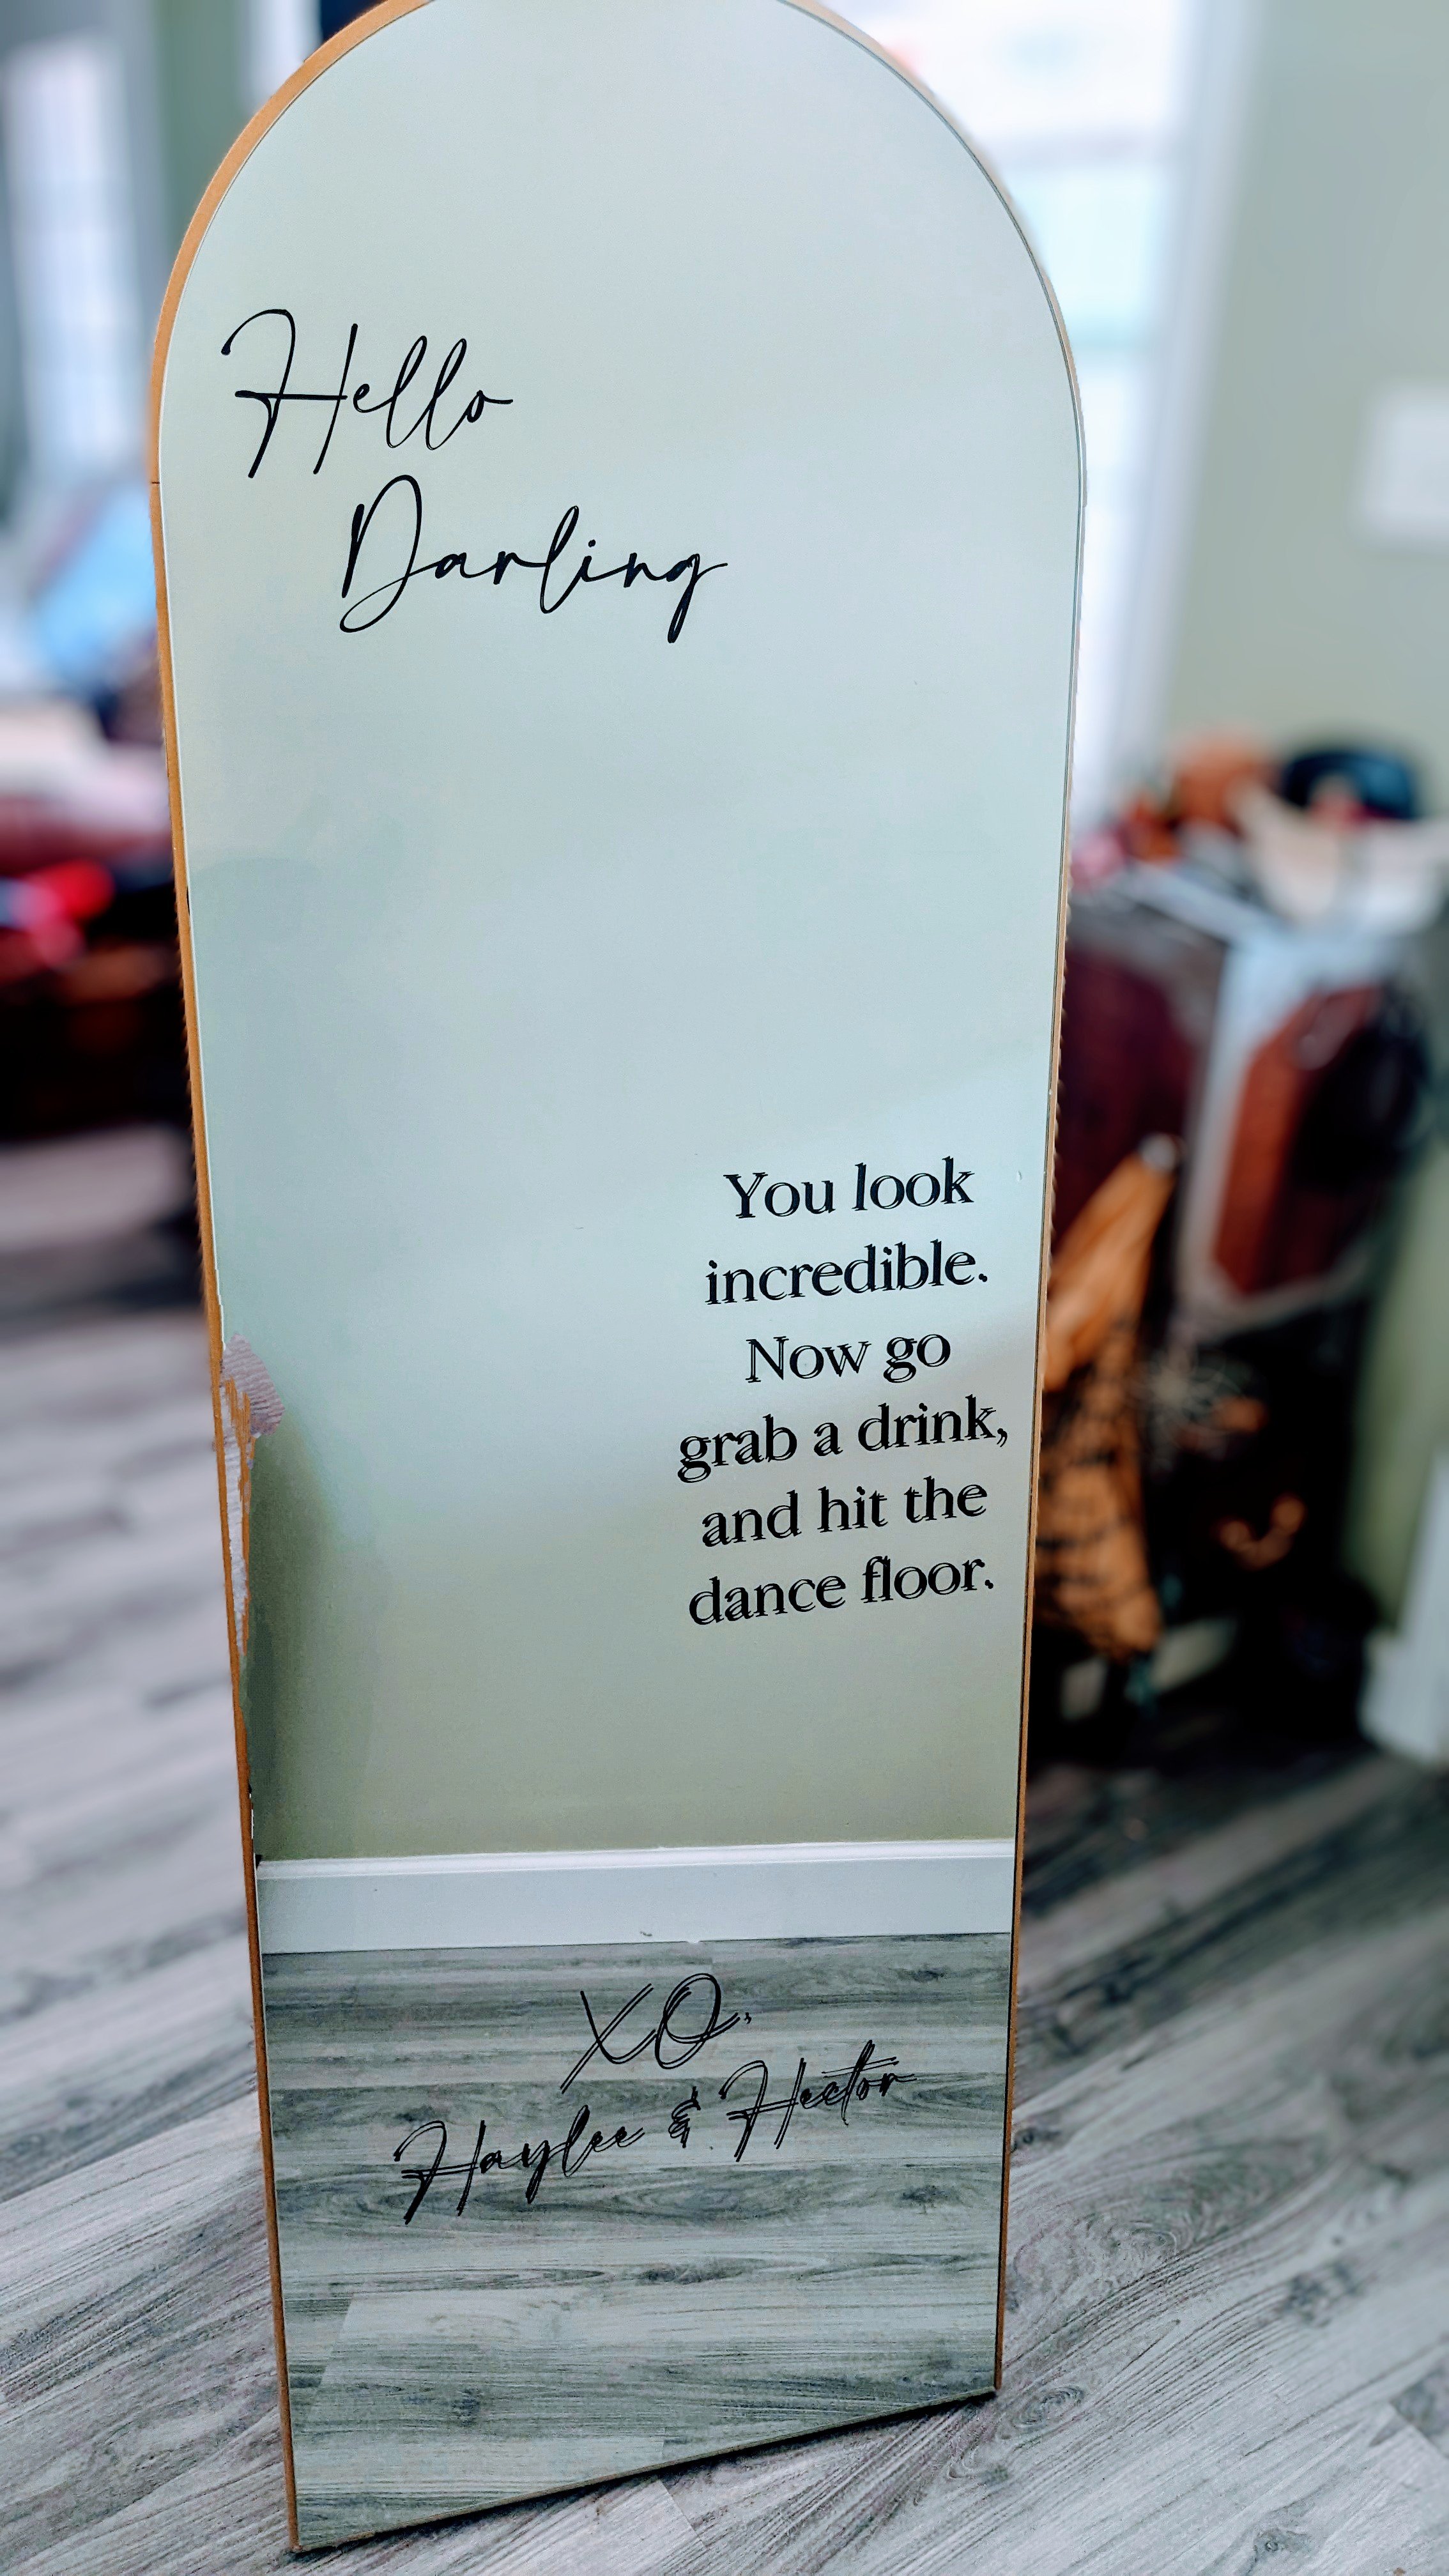 Hello
Darling
You look
incredible.
Now go
grab a drink,
and hit the
dance floor.
XO,
Haylee & Hector